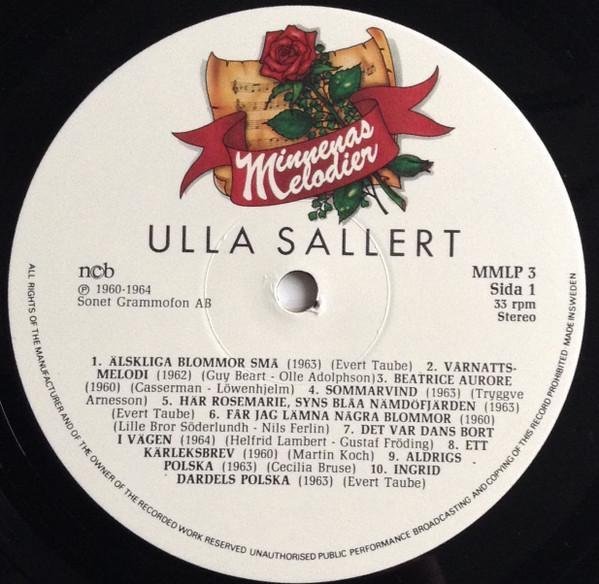 Minnenas
Melodier
ULLA SALLERT
ncb
℗ 1960-1964
Sonet Grammofon AB
MMLP 3
Sida 1
33 rpm
Stereo
1. ÄLSKLIGA BLOMMOR SMÅ (1963) (Evert Taube) 2. VÅRNATTS-
MELODI (1962) (Guy Beart - Olle Adolphson)3. BEATRICE AURORE
(1960) (Casserman - Löwenhjelm) 4. SOMMARVIND (1963) (Tryggve
Arnesson) 5. HÄR ROSEMARIE, SYNS BLÅA NÄMDÖFJÄRDEN (1963)
(Evert Taube) 6. FÅR JAG LÄMNA NÅGRA BLOMMOR (1960)
(Lille Bror Söderlundh - Nils Ferlin) 7. DET VAR DANS BORT
I VÄGEN (1964) (Helfrid Lambert - Gustaf Fröding) 8. ETT
KÄRLEKSBREV (1960) (Martin Koch) 9. ALDRIGS
POLSKA (1963) (Cecilia Bruse) 10. INGRID
DARDELS POLSKA (1963) (Evert Taube)
ALL RIGHTS OF THE MANUFACTURER AND OF THE OWNER OF THE RECORDED WORK RESERVED UNAUTHORISED PUBLIC PERFORMANCE BROADCASTING AND COPYING OF THIS RECORD PROHIBITED MADE IN SWEDEN